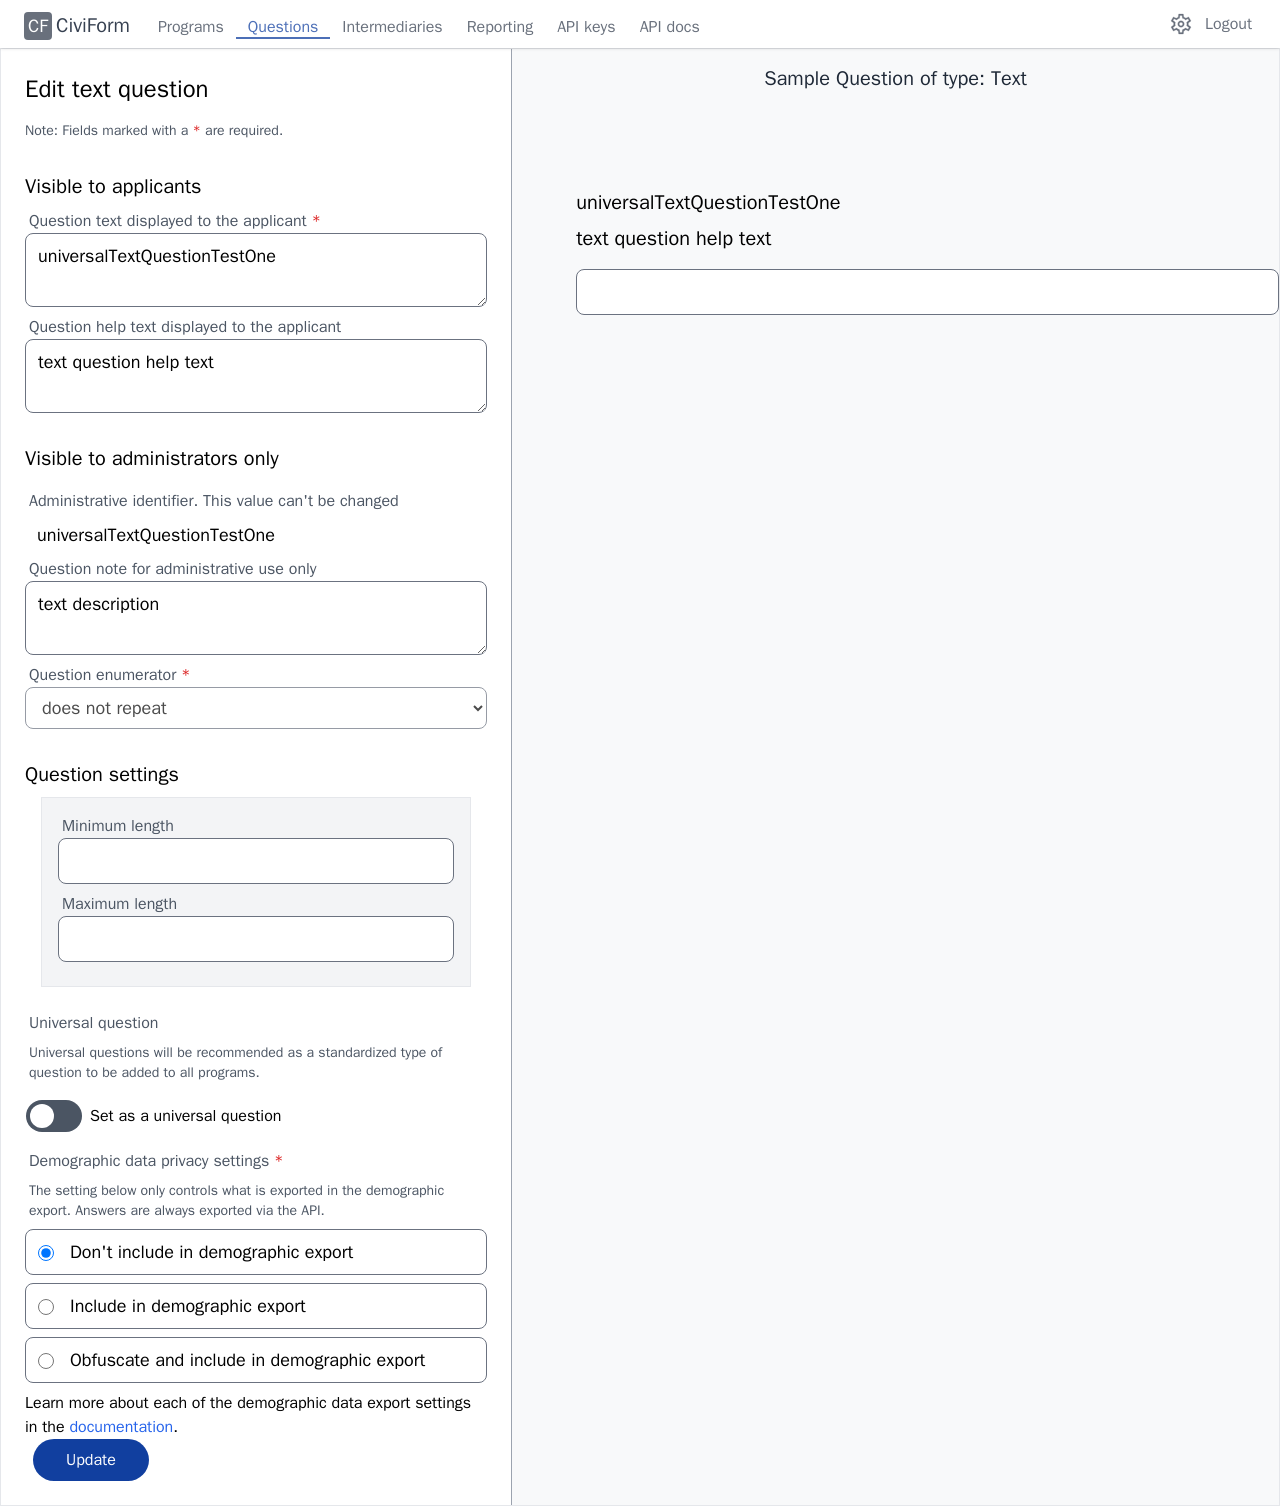 CF CiviForm Programs Questions Intermediaries Reporting API keys API docs Logout
Edit text question
Note: Fields marked with a * are required.
Visible to applicants
Question text displayed to the applicant *
universalTextQuestionTestOne
Question help text displayed to the applicant
text question help text
Visible to administrators only
Administrative identifier. This value can't be changed
universalTextQuestionTestOne
Question note for administrative use only
text description
Question enumerator *
does not repeat
Question settings
Minimum length
Maximum length
Universal question
Universal questions will be recommended as a standardized type of
question to be added to all programs.
Set as a universal question
Demographic data privacy settings *
The setting below only controls what is exported in the demographic
export. Answers are always exported via the API.
Don't include in demographic export
Include in demographic export
Obfuscate and include in demographic export
Learn more about each of the demographic data export settings
in the documentation.
Update
Sample Question of type: Text
universalTextQuestionTestOne
text question help text